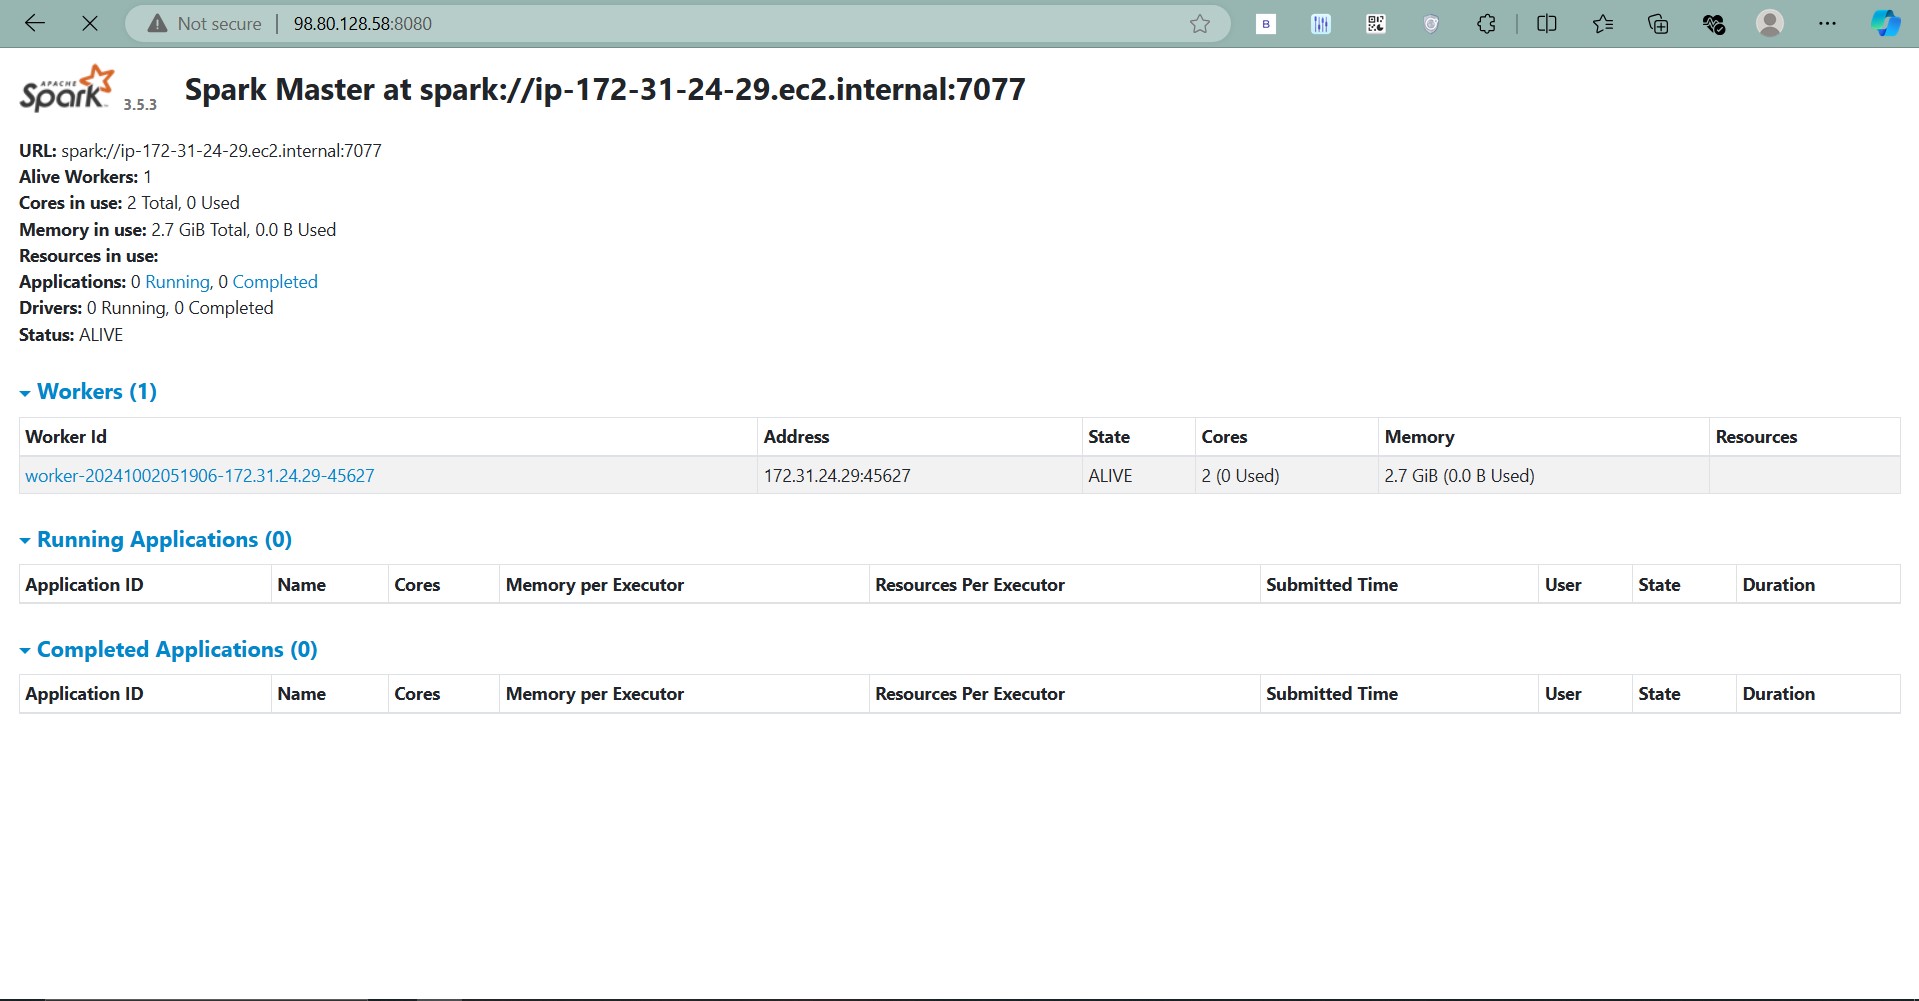 Not secure 98.80.128.58:8080
B
APACHE Spark 3.5.3 Spark Master at spark://ip-172-31-24-29.ec2.internal:7077
URL: spark://ip-172-31-24-29.ec2.internal:7077
Alive Workers: 1
Cores in use: 2 Total, 0 Used
Memory in use: 2.7 GiB Total, 0.0 B Used
Resources in use:
Applications: 0 Running, 0 Completed
Drivers: 0 Running, 0 Completed
Status: ALIVE
Workers (1)
Worker Id Address State Cores Memory Resources
worker-20241002051906-172.31.24.29-45627 172.31.24.29:45627 ALIVE 2 (0 Used) 2.7 GiB (0.0 B Used)
Running Applications (0)
Application ID Name Cores Memory per Executor Resources Per Executor Submitted Time User State Duration
Completed Applications (0)
Application ID Name Cores Memory per Executor Resources Per Executor Submitted Time User State Duration